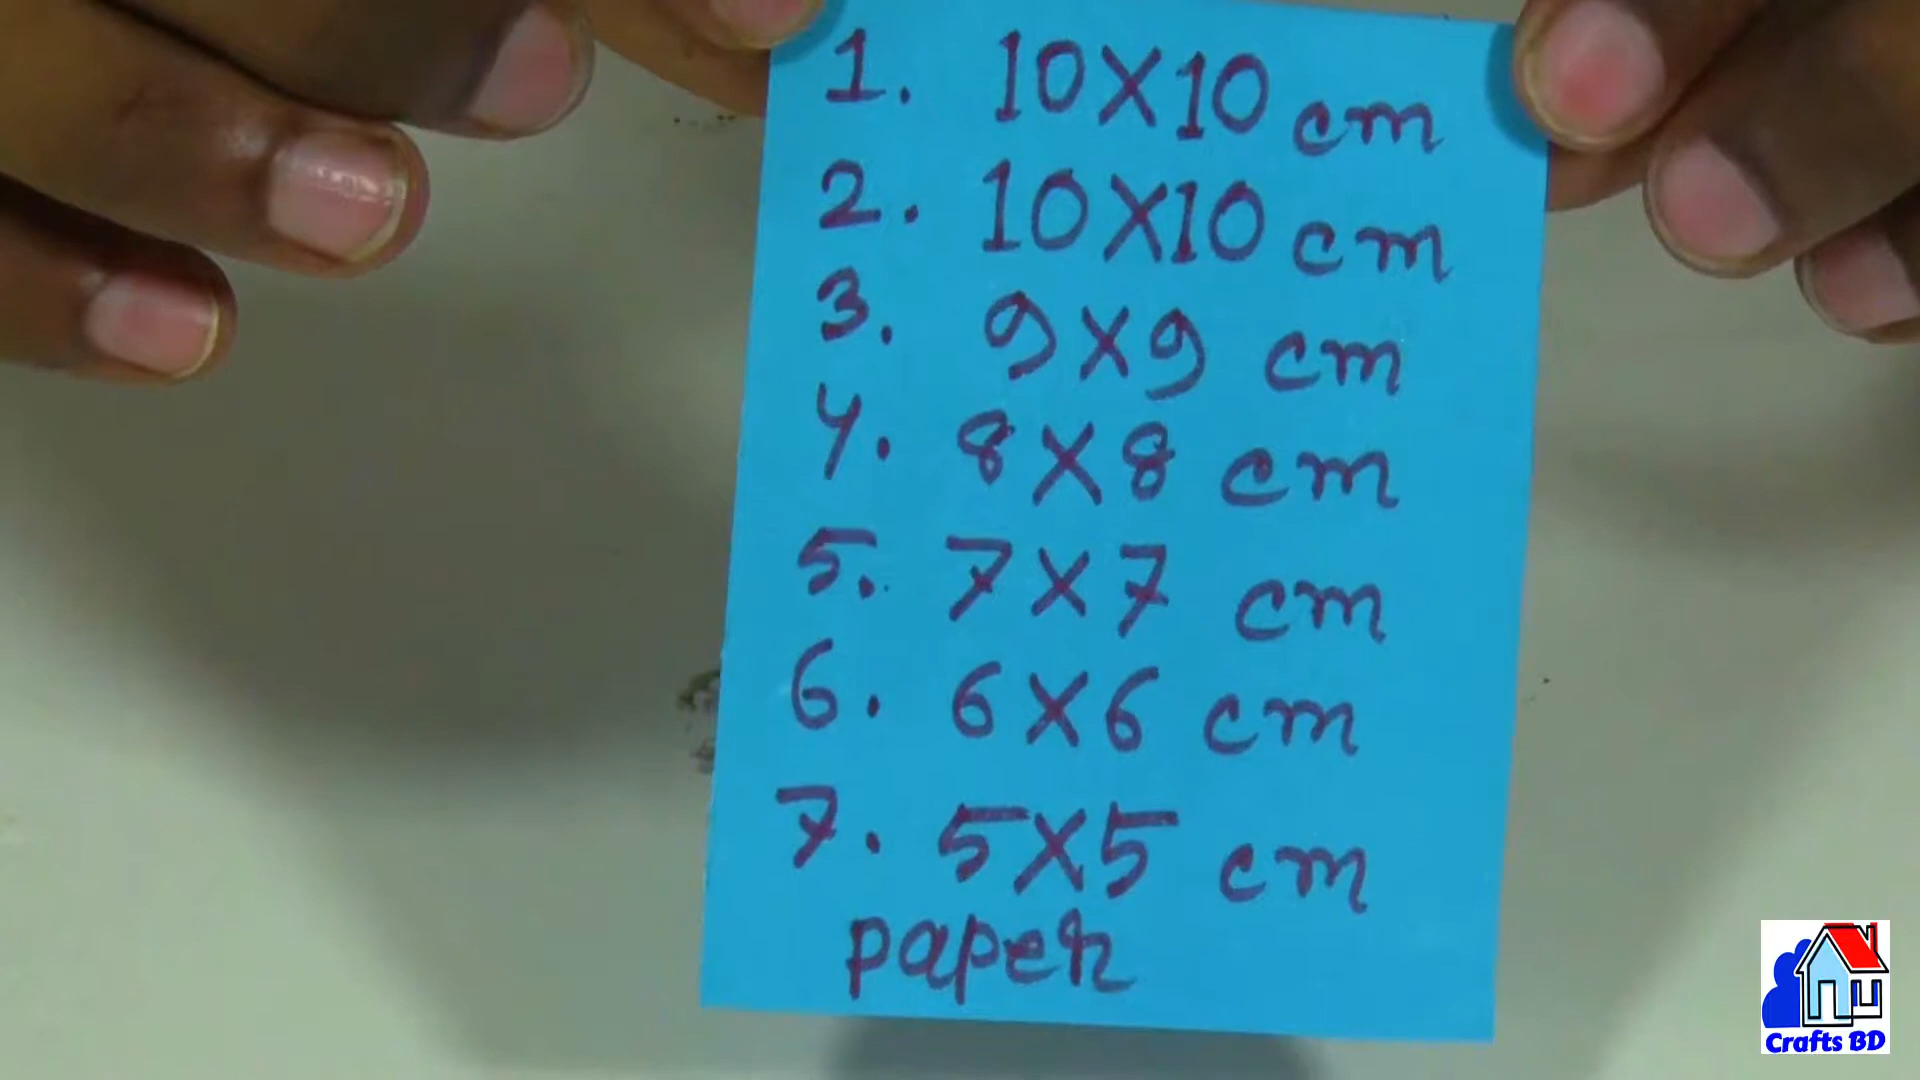 1. 10X10 cm
2. 10X10 cm
3. 9X9 cm
4. 8X8 cm
5. 7X7 cm
6. 6X6 cm
7. 5X5 cm
paper
Crafts BD